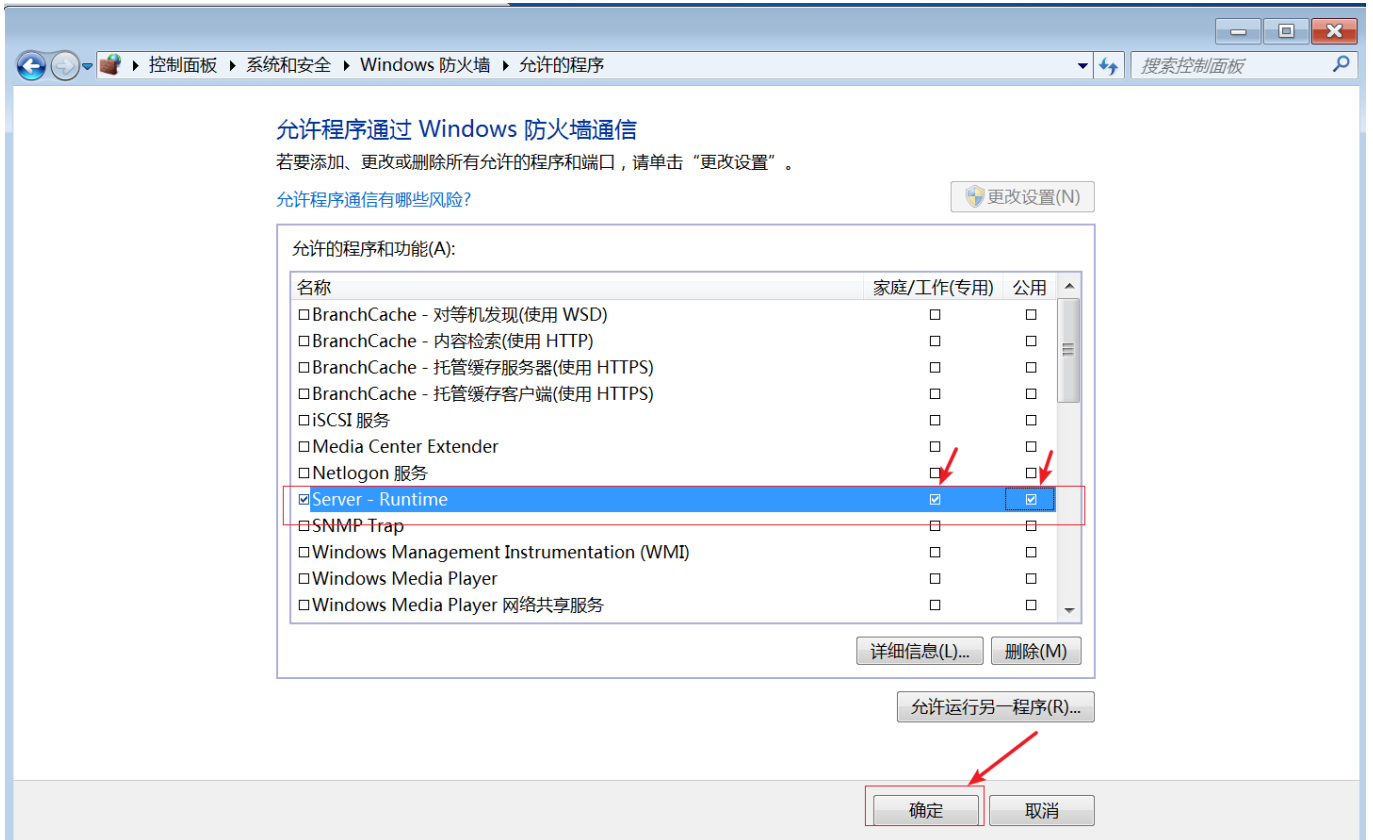 控制面板 系统和安全 Windows 防火墙 允许的程序 搜索控制面板
允许程序通过 Windows 防火墙通信
若要添加、更改或删除所有允许的程序和端口，请单击“更改设置”。
允许程序通信有哪些风险?
更改设置(N)
允许的程序和功能(A):
名称 家庭/工作(专用) 公用
BranchCache - 对等机发现(使用 WSD)
BranchCache - 内容检索(使用 HTTP)
BranchCache - 托管缓存服务器(使用 HTTPS)
BranchCache - 托管缓存客户端(使用 HTTPS)
iSCSI 服务
Media Center Extender
Netlogon 服务
Server - Runtime
SNMP Trap
Windows Management Instrumentation (WMI)
Windows Media Player
Windows Media Player 网络共享服务
详细信息(L)... 删除(M)
允许运行另一程序(R)...
确定 取消